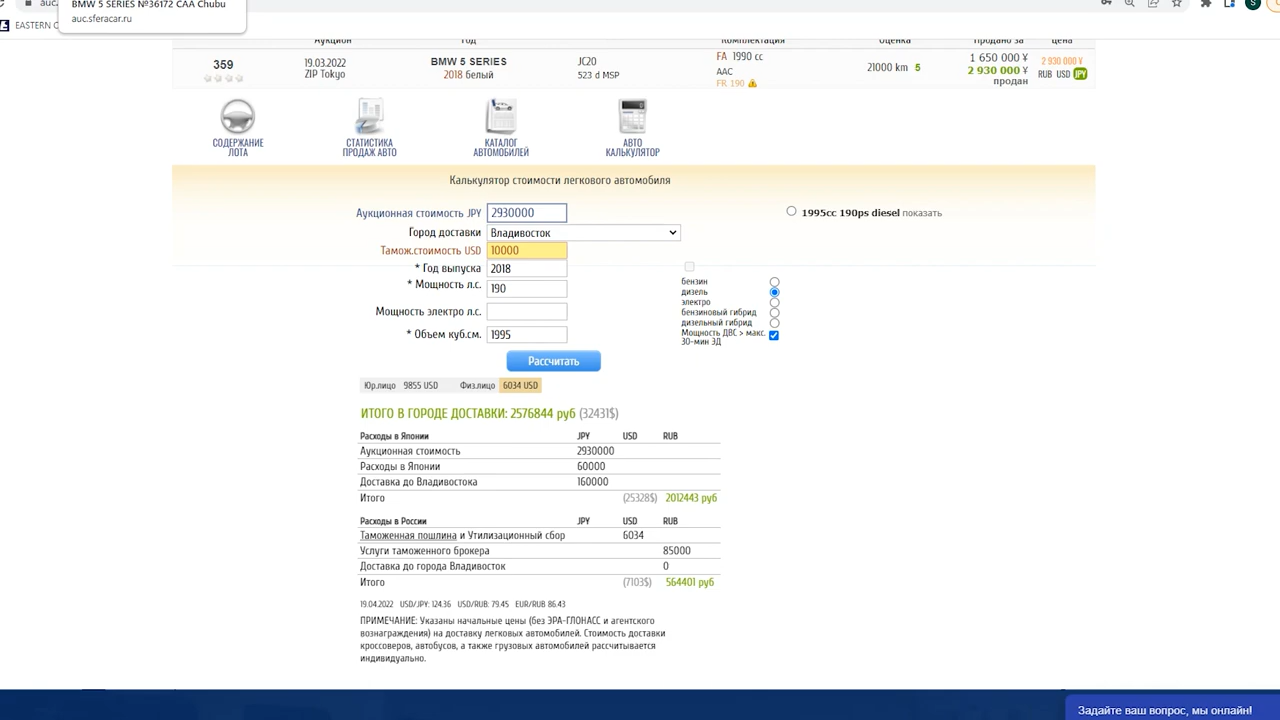 auc.
BMW 5 SERIES №36172 CAA Chubu
auc.sferacar.ru
EASTERN
Аукцион Год Комплектация Оценка Продано за Цена
359 19.03.2022 BMW 5 SERIES JC20 FA 1990 cc 21000 km 5 1 650 000 ¥ 2 930 000 ¥
ZIP Tokyo 2018 белый 523 d MSP AAC 2 930 000 ¥ RUB USD JPY
FR. 190 продан
СОДЕРЖАНИЕ ЛОТА
СТАТИСТИКА ПРОДАЖ АВТО
КАТАЛОГ АВТОМОБИЛЕЙ
АВТО КАЛЬКУЛЯТОР
Калькулятор стоимости легкового автомобиля
Аукционная стоимость JPY 2930000
1995cc 190ps diesel показать
Город доставки Владивосток
Тамож.стоимость USD 10000
* Год выпуска 2018
* Мощность л.с. 190
Мощность электро л.с.
* Объем куб.см. 1995
бензин
дизель
электро
бензиновый гибрид
дизельный гибрид
Мощность ДВС > макс.
30-мин ЭД
Рассчитать
Юр.лицо 9855 USD Физ.лицо 6034 USD
ИТОГО В ГОРОДЕ ДОСТАВКИ: 2576844 руб (32431$)
Расходы в Японии JPY USD RUB
Аукционная стоимость 2930000
Расходы в Японии 60000
Доставка до Владивостока 160000
Итого (25328$) 2012443 руб
Расходы в России JPY USD RUB
Таможенная пошлина и Утилизационный сбор 6034
Услуги таможенного брокера 85000
Доставка до города Владивосток 0
Итого (7103$) 564401 руб
19.04.2022 USD/JPY: 124.36 USD/RUB: 79.45 EUR/RUB 86.43
ПРИМЕЧАНИЕ: Указаны начальные цены (без ЭРА-ГЛОНАСС и агентского
вознаграждения) на доставку легковых автомобилей. Стоимость доставки
кроссоверов, автобусов, а также грузовых автомобилей рассчитывается
индивидуально.
Задайте ваш вопрос, мы онлайн!